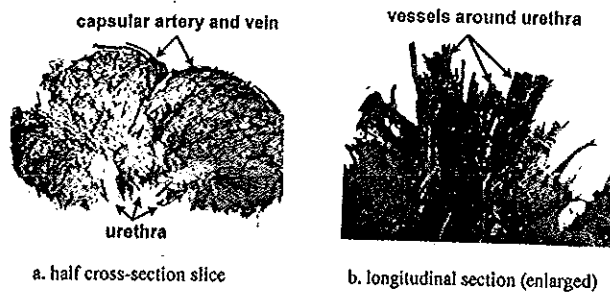 capsular artery and vein
urethra
a. half cross-section slice
vessels around urethra
b. longitudinal section (enlarged)